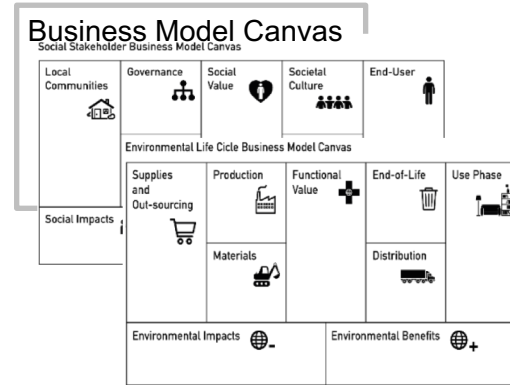 Business Model Canvas
Social Stakeholder Business Model Canvas
Local
Communities
Governance
Social
Value
Societal
Culture
End-User
Social Impacts
Environmental Life Cicle Business Model Canvas
Supplies
and
Out-sourcing
Production
Functional
Value
End-of-Life
Use Phase
Materials
Distribution
Environmental Impacts
Environmental Benefits